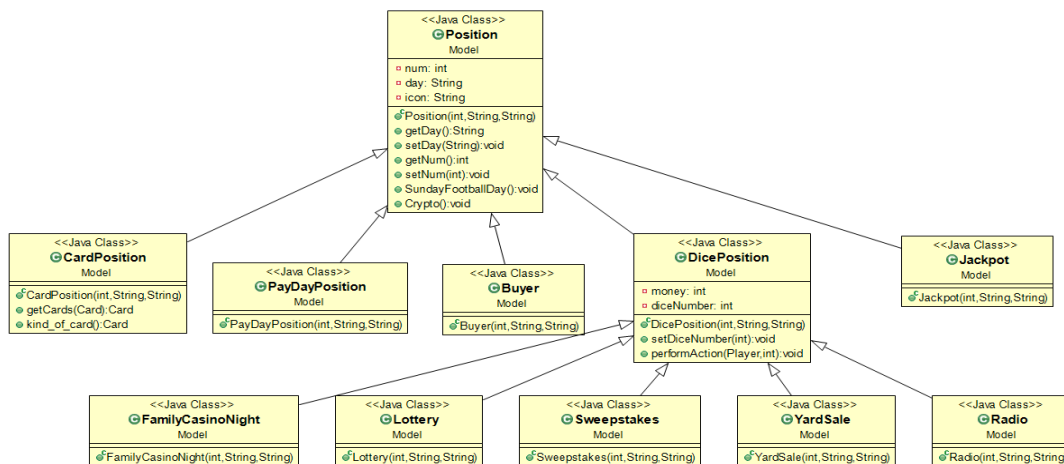 <<Java Class>>
Position
Model
num: int
day: String
icon: String
Position(int,String,String)
getDay():String
setDay(String):void
getNum():int
setNum(int):void
SundayFootballDay():void
Crypto():void
<<Java Class>>
CardPosition
Model
CardPosition(int,String,String)
getCards(Card):Card
kind_of_card():Card
<<Java Class>>
PayDayPosition
Model
PayDayPosition(int,String,String)
<<Java Class>>
Buyer
Model
Buyer(int,String,String)
<<Java Class>>
DicePosition
Model
money: int
diceNumber: int
DicePosition(int,String,String)
setDiceNumber(int):void
performAction(Player,int):void
<<Java Class>>
Jackpot
Model
Jackpot(int,String,String)
<<Java Class>>
FamilyCasinoNight
Model
FamilyCasinoNight(int,String,String)
<<Java Class>>
Lottery
Model
Lottery(int,String,String)
<<Java Class>>
Sweepstakes
Model
Sweepstakes(int,String,String)
<<Java Class>>
YardSale
Model
YardSale(int,String,String)
<<Java Class>>
Radio
Model
Radio(int,String,String)